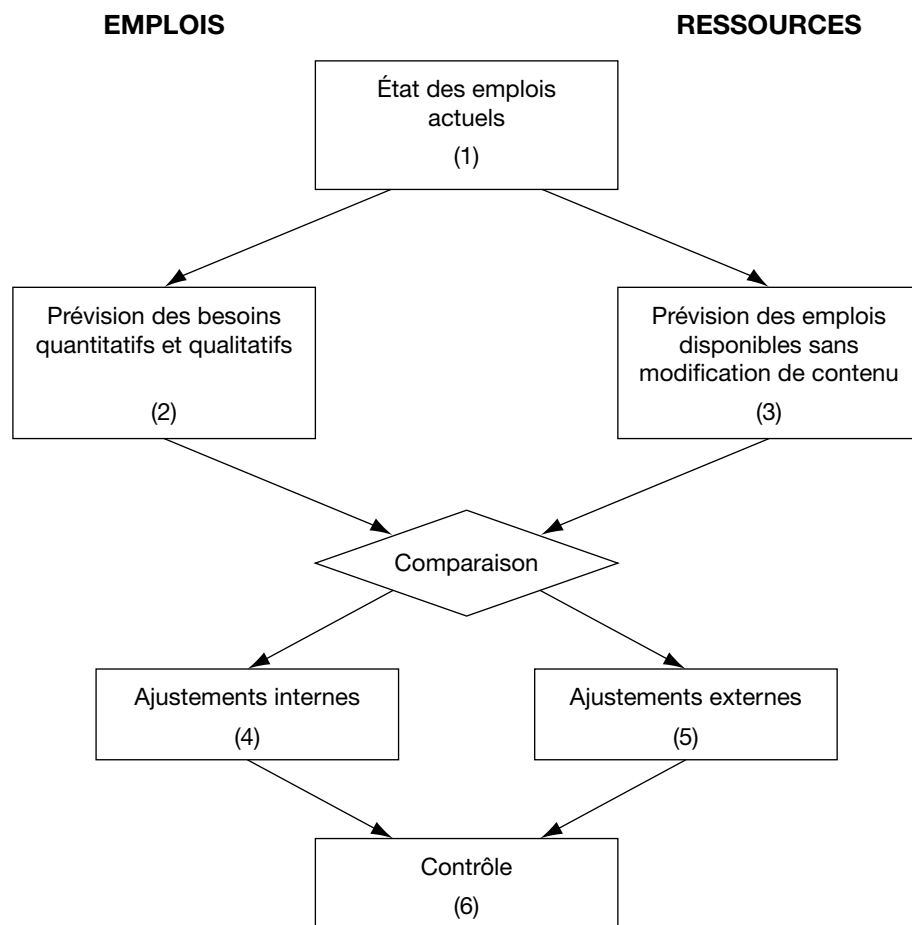 EMPLOIS
RESSOURCES
État des emplois
actuels
(1)
Prévision des besoins
quantitatifs et qualitatifs
(2)
Prévision des emplois
disponibles sans
modification de contenu
(3)
Comparaison
Ajustements internes
(4)
Ajustements externes
(5)
Contrôle
(6)